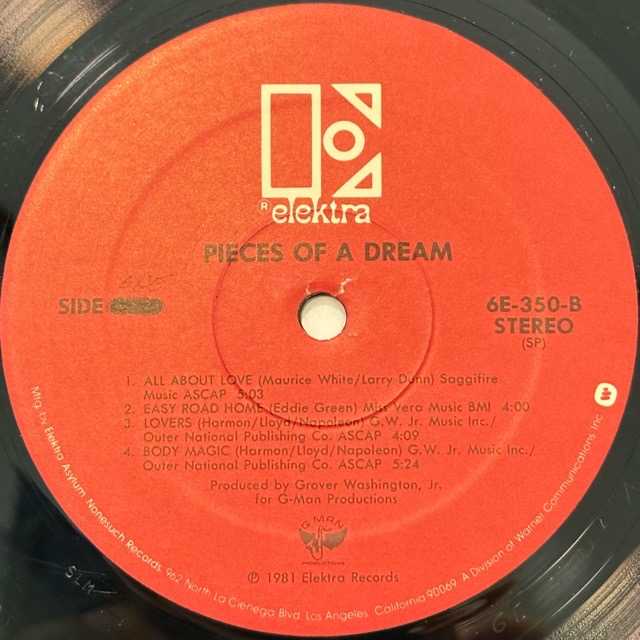 ® elektra
PIECES OF A DREAM
SIDE
6E-350-B
STEREO
(SP)
1. ALL ABOUT LOVE (Maurice White/Larry Dunn) Saggifire
Music ASCAP 5:03
2. EASY ROAD HOME (Eddie Green) Miss Vera Music BMI 4:00
3. LOVERS (Harmon/Lloyd/Napoleon) G.W. Jr. Music Inc./
Outer National Publishing Co. ASCAP 4:09
4. BODY MAGIC (Harmon/Lloyd/Napoleon) G.W. Jr. Music Inc./
Outer National Publishing Co. ASCAP 5:24
Produced by Grover Washington, Jr.
for G-Man Productions
G-MAN
PRODUCTIONS
℗ 1981 Elektra Records
Mfg. by Elektra Asylum Nonesuch Records, 962 North La Cienega Blvd. Los Angeles, California 90069. A Division of Warner Communications Inc.
SLM